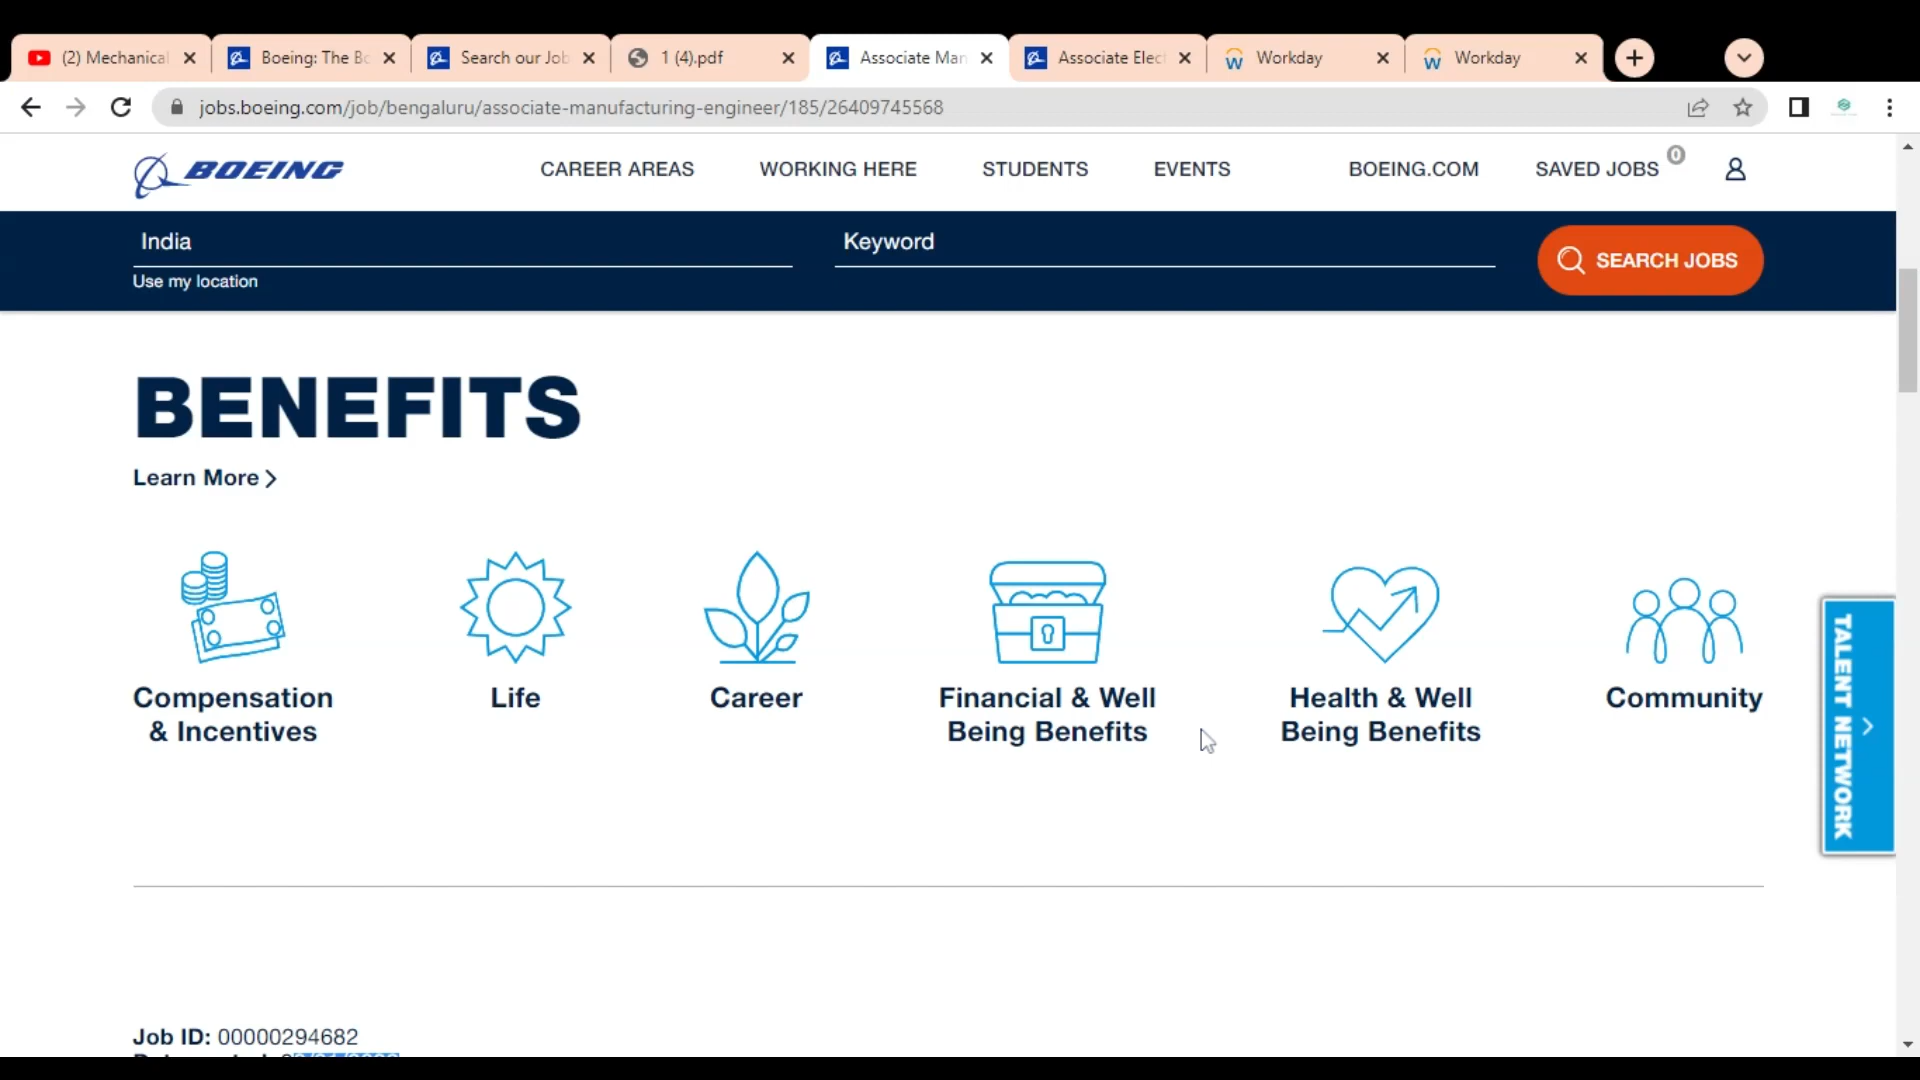 (2) Mechanical
Boeing: The Bo
Search our Job
1 (4).pdf
Associate Man
Associate Elect
Workday
Workday
jobs.boeing.com/job/bengaluru/associate-manufacturing-engineer/185/26409745568
BOEING
CAREER AREAS
WORKING HERE
STUDENTS
EVENTS
BOEING.COM
SAVED JOBS
0
India
Keyword
SEARCH JOBS
Use my location
BENEFITS
Learn More
Compensation
& Incentives
Life
Career
Financial & Well
Being Benefits
Health & Well
Being Benefits
Community
TALENT NETWORK
Job ID: 00000294682